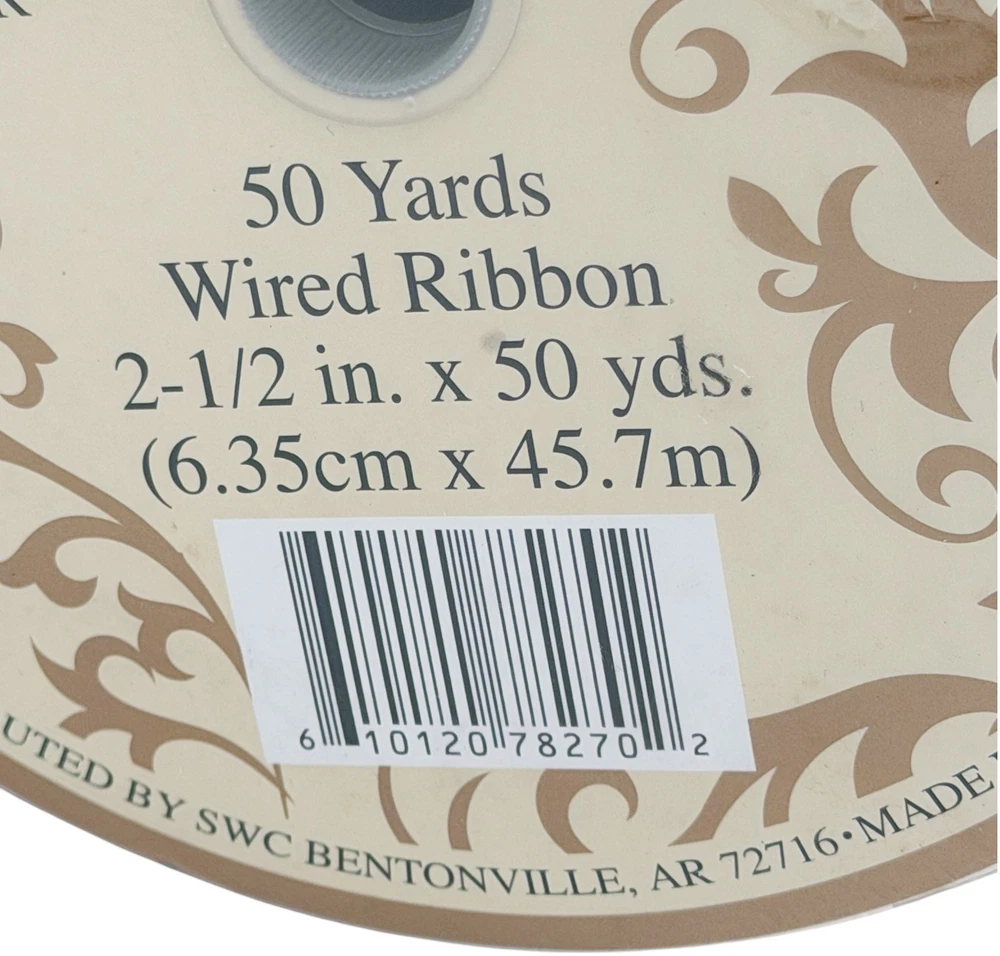 50 Yards
Wired Ribbon
2-1/2 in. x 50 yds.
(6.35cm x 45.7m)
6 10120 78270 2
UTED BY SWC BENTONVILLE, AR 72716•MADE